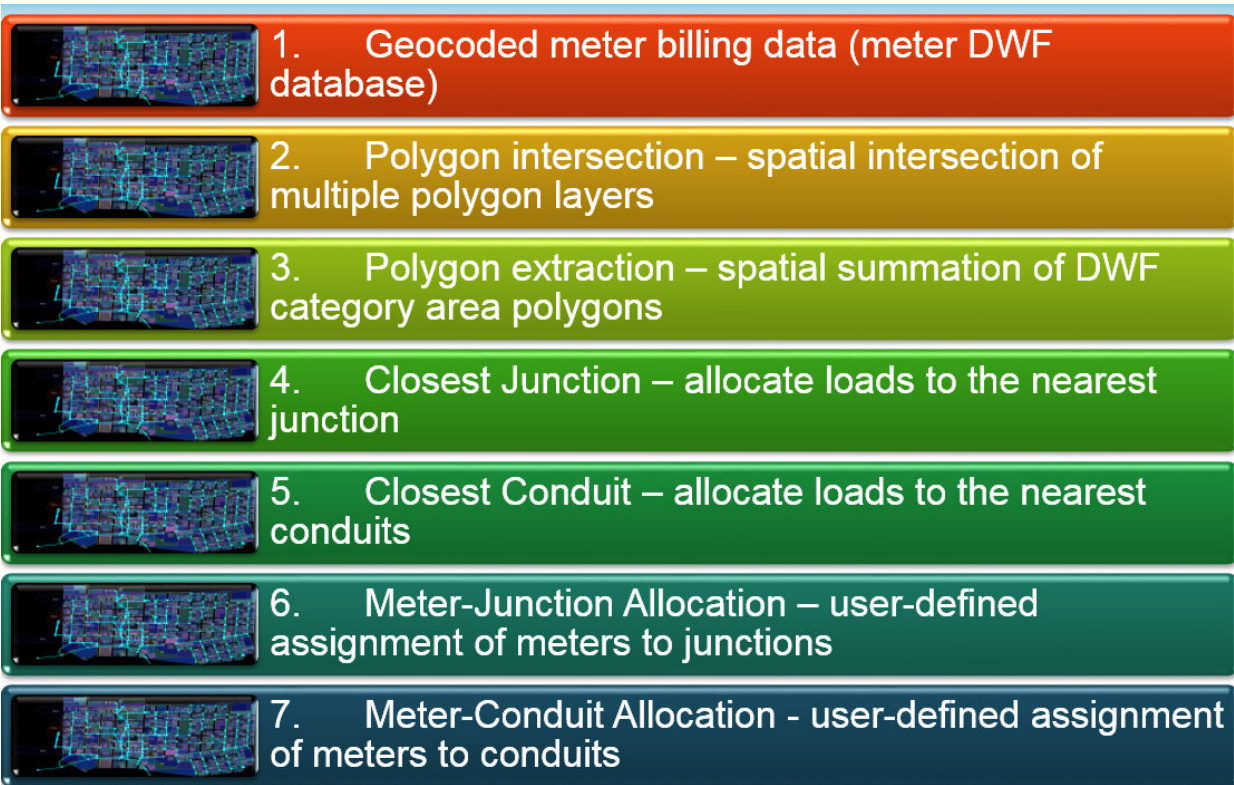 1. Geocoded meter billing data (meter DWF
database)
2. Polygon intersection – spatial intersection of
multiple polygon layers
3. Polygon extraction – spatial summation of DWF
category area polygons
4. Closest Junction – allocate loads to the nearest
junction
5. Closest Conduit – allocate loads to the nearest
conduits
6. Meter-Junction Allocation – user-defined
assignment of meters to junctions
7. Meter-Conduit Allocation - user-defined assignment
of meters to conduits